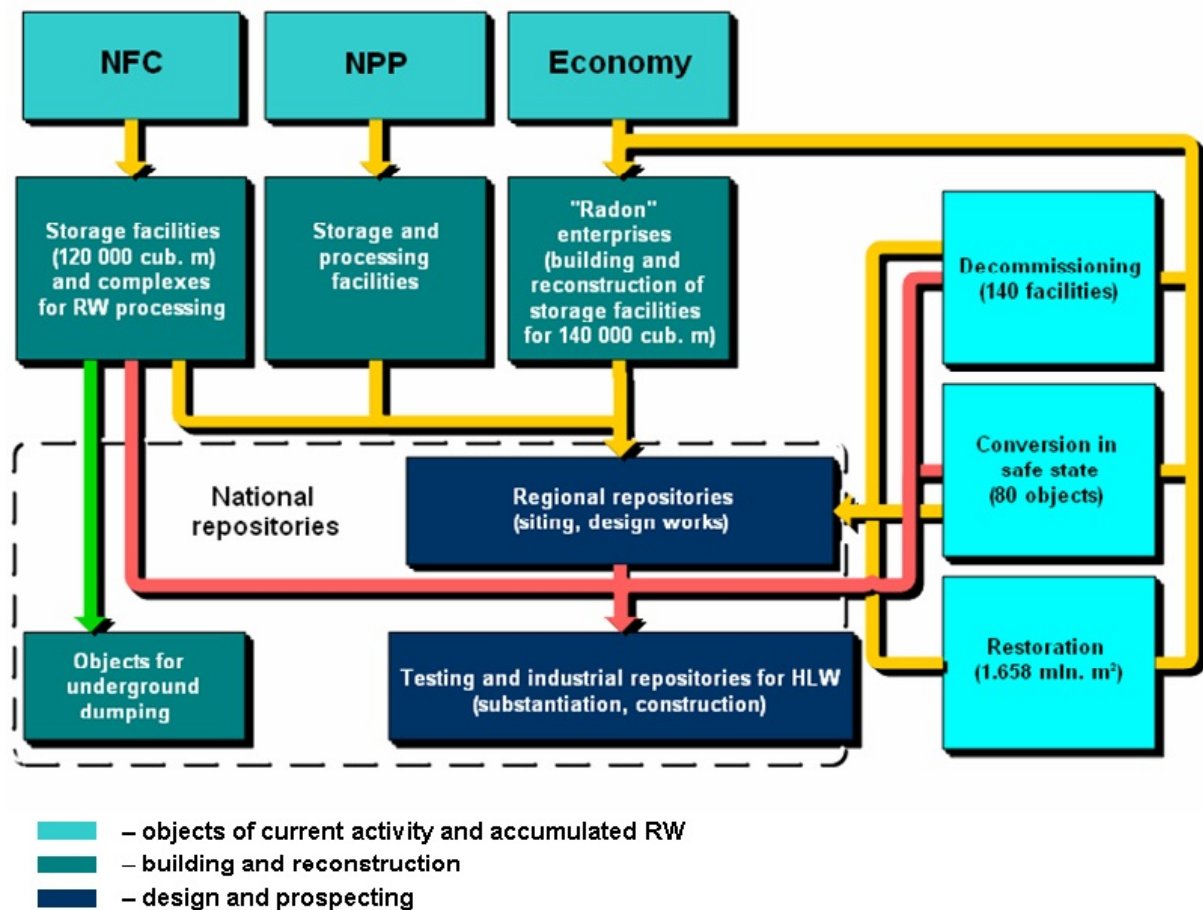 NFC
NPP
Economy
Storage facilities
(120 000 cub. m)
and complexes
for RW processing
Storage and
processing
facilities
"Radon"
enterprises
(building and
reconstruction of
storage facilities
for 140 000 cub. m)
Decommissioning
(140 facilities)
Conversion in
safe state
(80 objects)
Restoration
(1.658 mln. m²)
National
repositories
Regional repositories
(siting, design works)
Objects for
underground
dumping
Testing and industrial repositories for HLW
(substantiation, construction)
– objects of current activity and accumulated RW
– building and reconstruction
– design and prospecting